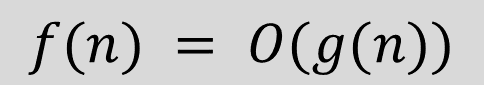 f(n) = O(g(n))